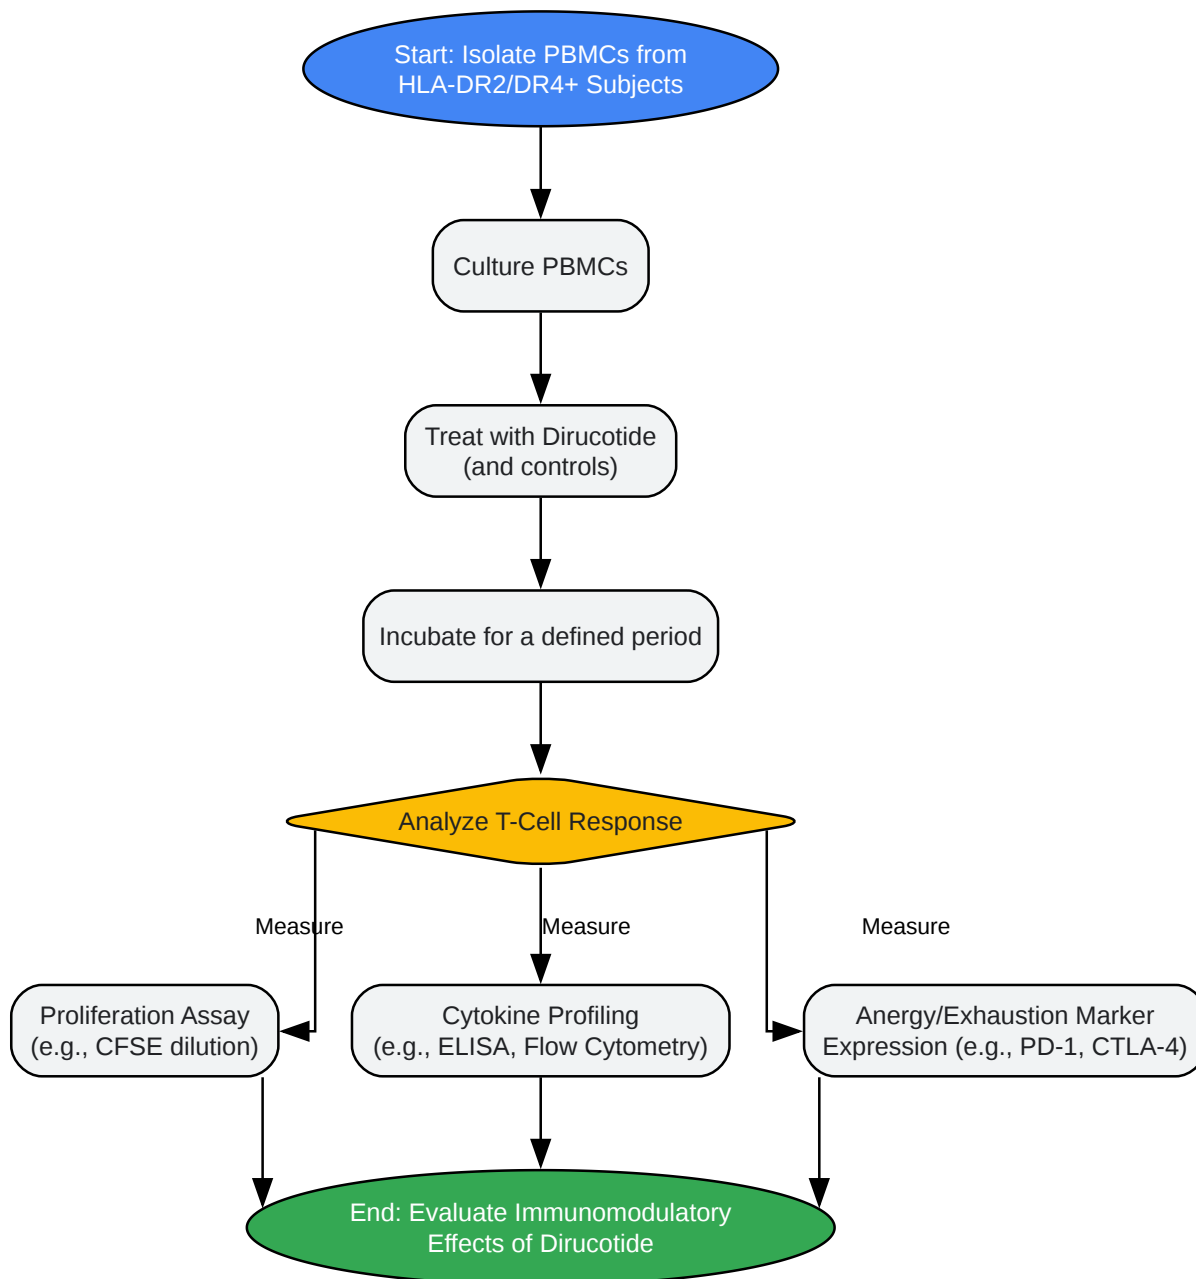 Start: Isolate PBMCs from
HLA-DR2/DR4+ Subjects
Culture PBMCs
Treat with Dirucotide
(and controls)
Incubate for a defined period
Analyze T-Cell Response
Measure
Measure
Measure
Proliferation Assay
(e.g., CFSE dilution)
Cytokine Profiling
(e.g., ELISA, Flow Cytometry)
Anergy/Exhaustion Marker
Expression (e.g., PD-1, CTLA-4)
End: Evaluate Immunomodulatory
Effects of Dirucotide